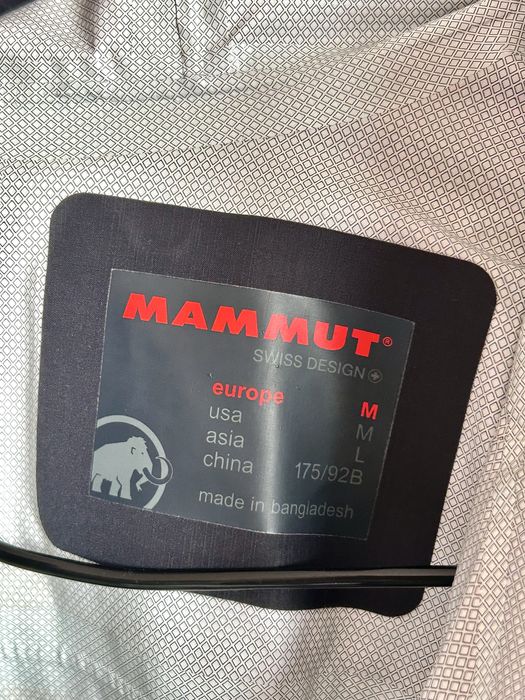 MAMMUT®
SWISS DESIGN
europe M
usa M
asia L
china 175/92B
made in bangladesh